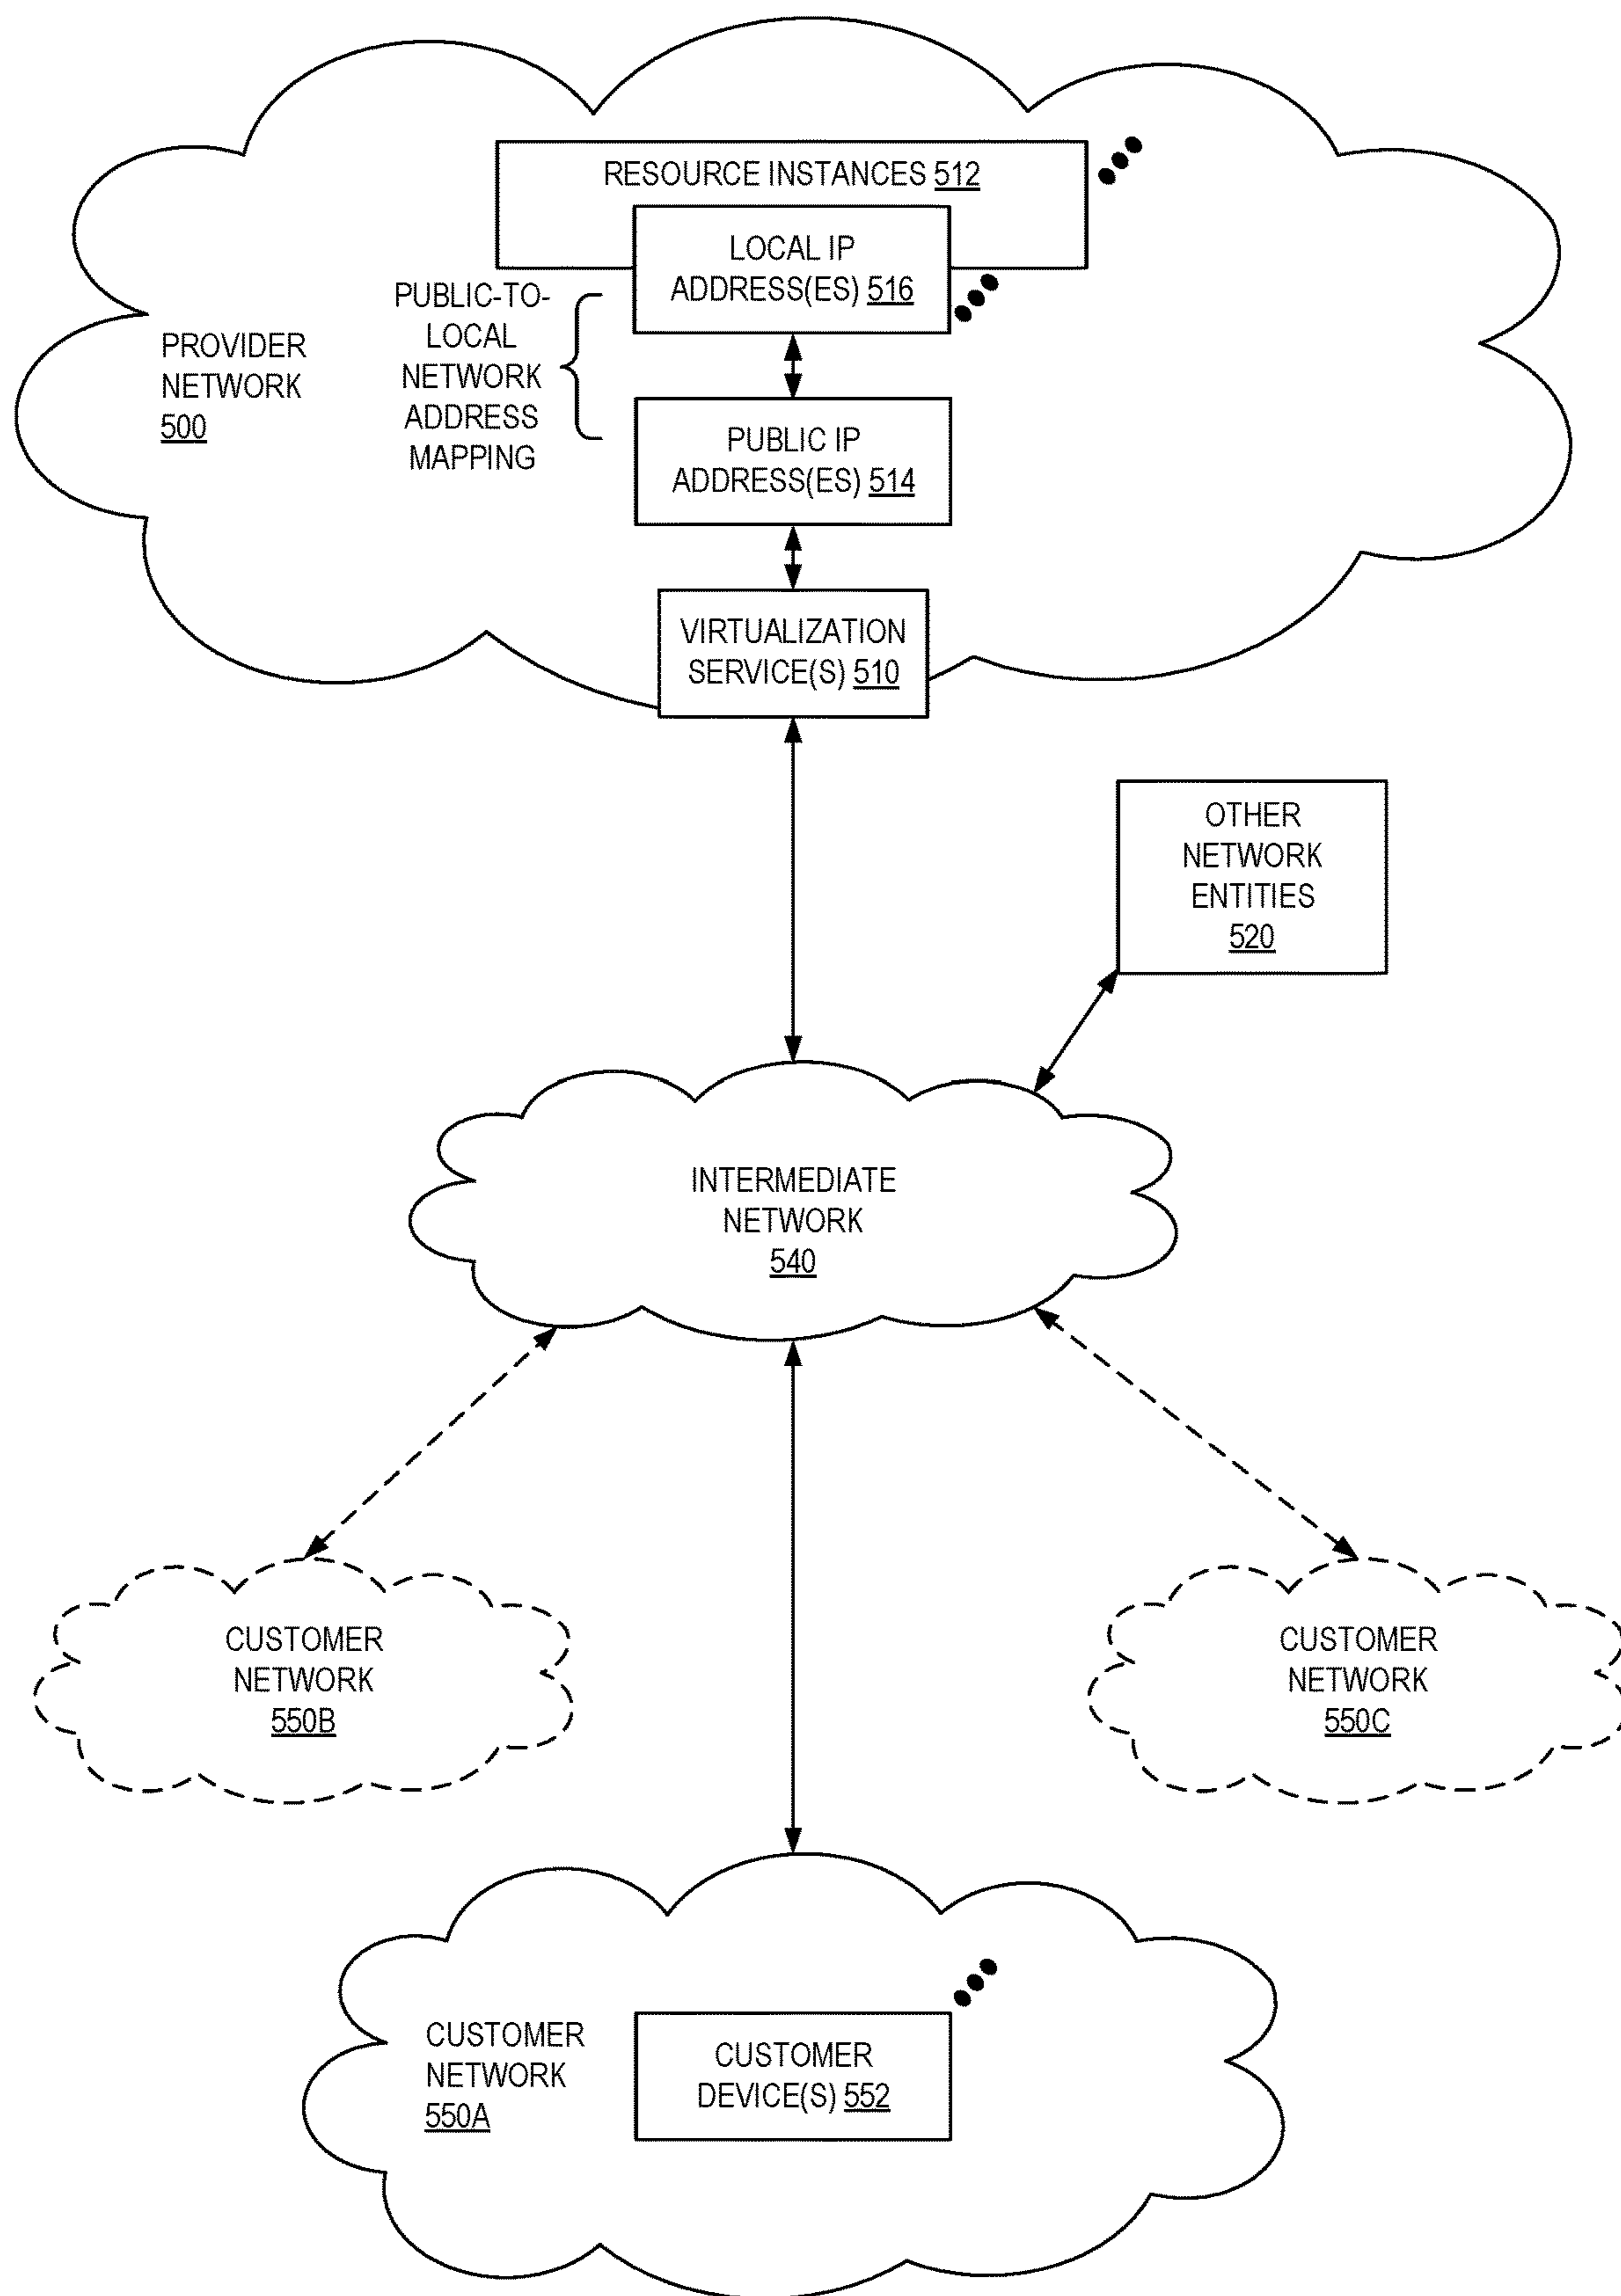 RESOURCE INSTANCES 512
LOCAL IP
ADDRESS(ES) 516
PUBLIC-TO-
LOCAL
NETWORK
ADDRESS
MAPPING
PROVIDER
NETWORK
500
PUBLIC IP
ADDRESS(ES) 514
VIRTUALIZATION
SERVICE(S) 510
OTHER
NETWORK
ENTITIES
520
INTERMEDIATE
NETWORK
540
CUSTOMER
NETWORK
550B
CUSTOMER
NETWORK
550C
CUSTOMER
NETWORK
550A
CUSTOMER
DEVICE(S) 552